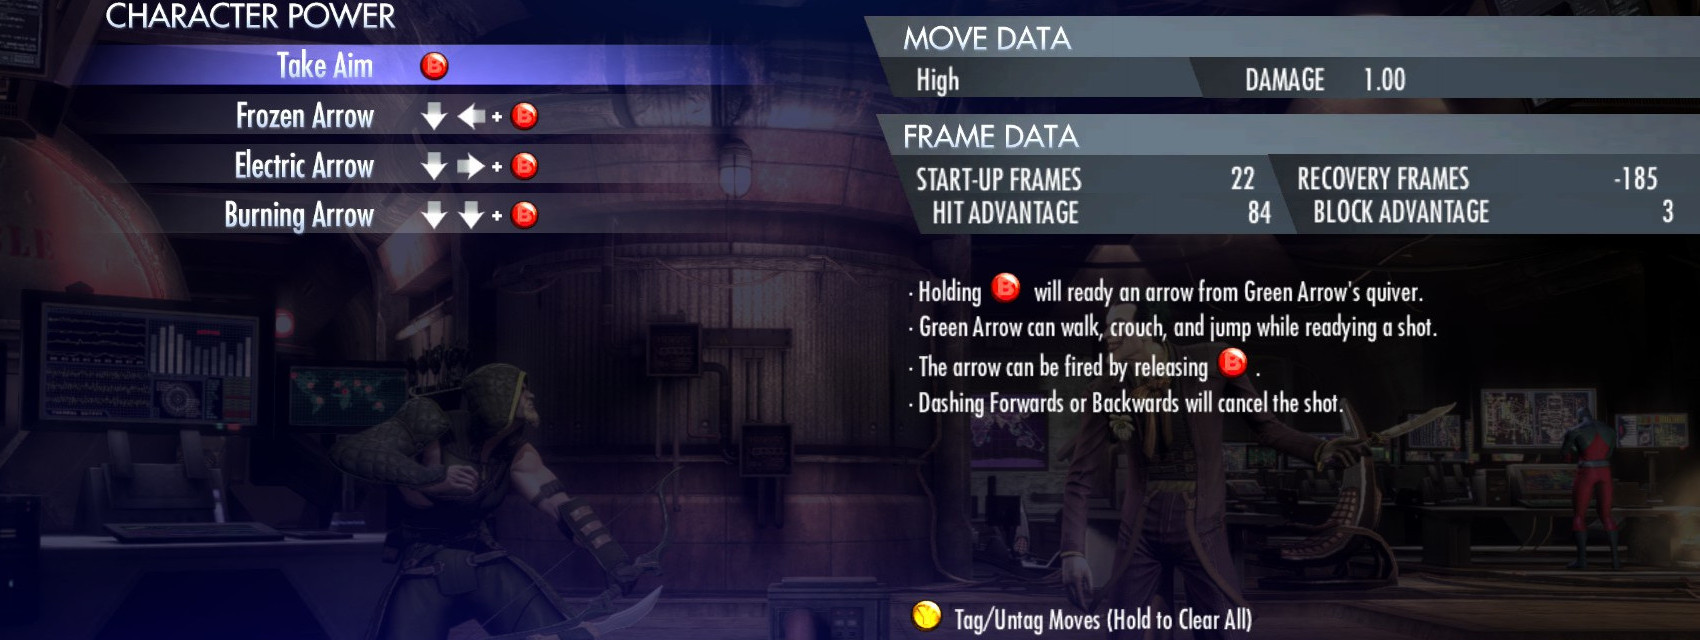 CHARACTER POWER
Take Aim B
Frozen Arrow + B
Electric Arrow + B
Burning Arrow + B
MOVE DATA
High DAMAGE 1.00
FRAME DATA
START-UP FRAMES 22 RECOVERY FRAMES -185
HIT ADVANTAGE 84 BLOCK ADVANTAGE 3
· Holding B will ready an arrow from Green Arrow's quiver.
· Green Arrow can walk, crouch, and jump while readying a shot.
· The arrow can be fired by releasing B .
· Dashing Forwards or Backwards will cancel the shot.
Y Tag/Untag Moves (Hold to Clear All)